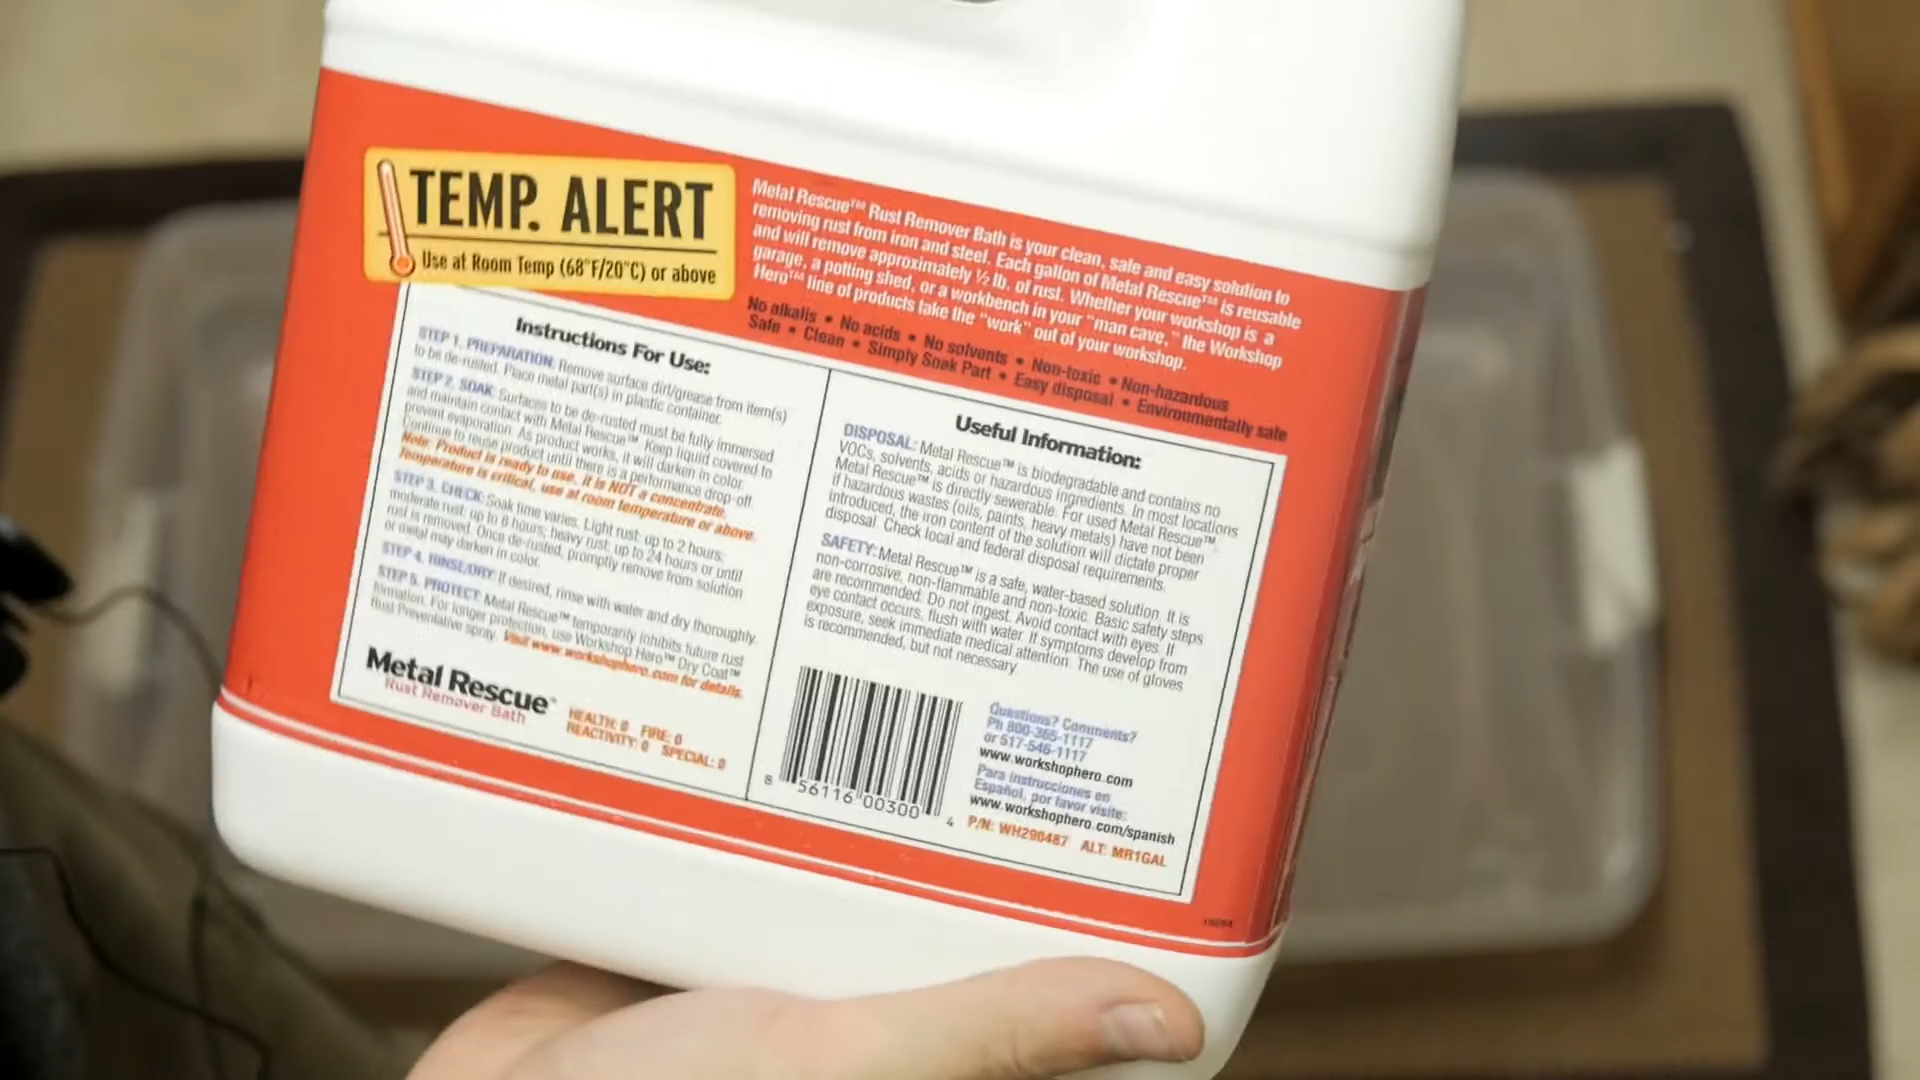 TEMP. ALERT
Use at Room Temp (68°F/20°C) or above
Metal Rescue™ Rust Remover Bath is your clean, safe and easy solution to
removing rust from iron and steel. Each gallon of Metal Rescue™ is reusable
and will remove approximately ½ lb. of rust. Whether your workshop is a
garage, a potting shed, or a workbench in your "man cave," the Workshop
Hero™ line of products take the "work" out of your workshop.
No alkalis • No acids • No solvents • Non-toxic • Non-hazardous
Safe • Clean • Simply Soak Part • Easy disposal • Environmentally safe
Instructions For Use:
STEP 1. PREPARATION: Remove surface dirt/grease from item(s)
to be de-rusted. Place metal part(s) in plastic container.
STEP 2. SOAK: Surfaces to be de-rusted must be fully immersed
and maintain contact with Metal Rescue™. Keep liquid covered to
prevent evaporation. As product works, it will darken in color.
Continue to reuse product until there is a performance drop-off.
Note: Product is ready to use, it is NOT a concentrate.
Temperature is critical, use at room temperature or above.
STEP 3. CHECK: Soak time varies. Light rust: up to 2 hours;
moderate rust: up to 8 hours; heavy rust: up to 24 hours or until
rust is removed. Once de-rusted, promptly remove from solution
or metal may darken in color.
STEP 4. RINSE/DRY: If desired, rinse with water and dry thoroughly.
STEP 5. PROTECT: Metal Rescue™ temporarily inhibits future rust
formation. For longer protection, use Workshop Hero™ Dry Coat™
Rust Preventative spray. Visit www.workshophero.com for details.
Metal Rescue™
Rust Remover Bath
HEALTH: 0 FIRE: 0
REACTIVITY: 0 SPECIAL: 0
Useful Information:
DISPOSAL: Metal Rescue™ is biodegradable and contains no
VOCs, solvents, acids or hazardous ingredients. In most locations
Metal Rescue™ is directly sewerable. For used Metal Rescue™,
if hazardous wastes (oils, paints, heavy metals) have not been
introduced, the iron content of the solution will dictate proper
disposal. Check local and federal disposal requirements.
SAFETY: Metal Rescue™ is a safe, water-based solution. It is
non-corrosive, non-flammable and non-toxic. Basic safety steps
are recommended: Do not ingest. Avoid contact with eyes. If
eye contact occurs, flush with water. If symptoms develop from
exposure, seek immediate medical attention. The use of gloves
is recommended, but not necessary.
8 56116 00300 4
Questions? Comments?
Ph 800-365-1117
or 517-546-1117
www.workshophero.com
Para instrucciones en
Español, por favor visite:
www.workshophero.com/spanish
P/N: WH290487 ALT: MR1GAL